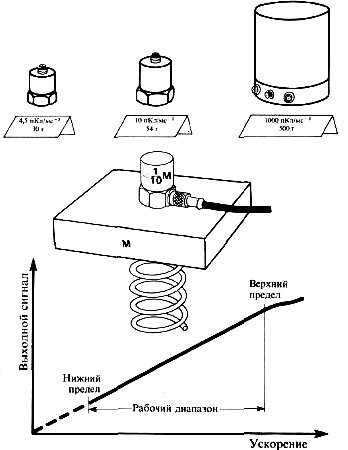 4,5 пКл/мс⁻²
30 г
10 пКл/мс⁻²
54 г
1000 пКл/мс⁻²
500 г
1/10 М
М
Выходной сигнал
Верхний
предел
Нижний
предел
Рабочий диапазон
Ускорение